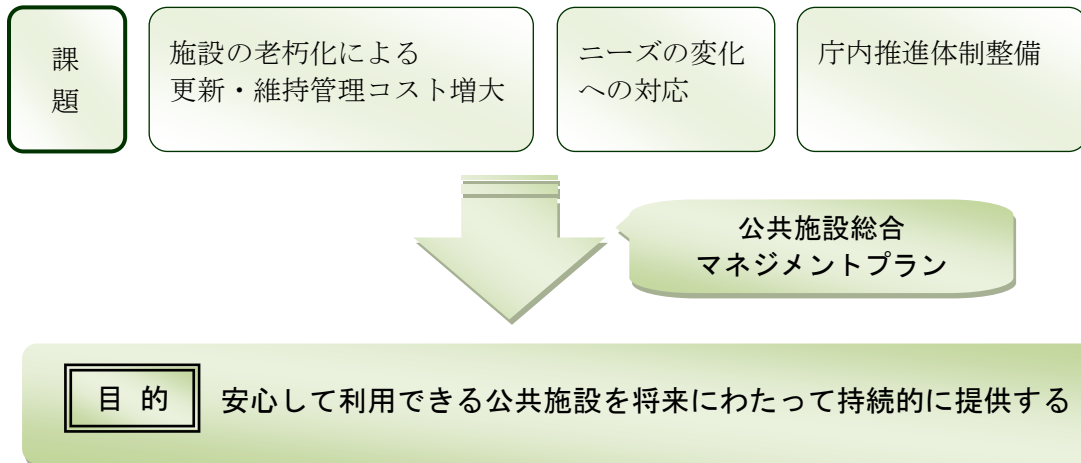 課題
施設の老朽化による
更新・維持管理コスト増大
ニーズの変化
への対応
庁内推進体制整備
公共施設総合
マネジメントプラン
目的 安心して利用できる公共施設を将来にわたって持続的に提供する